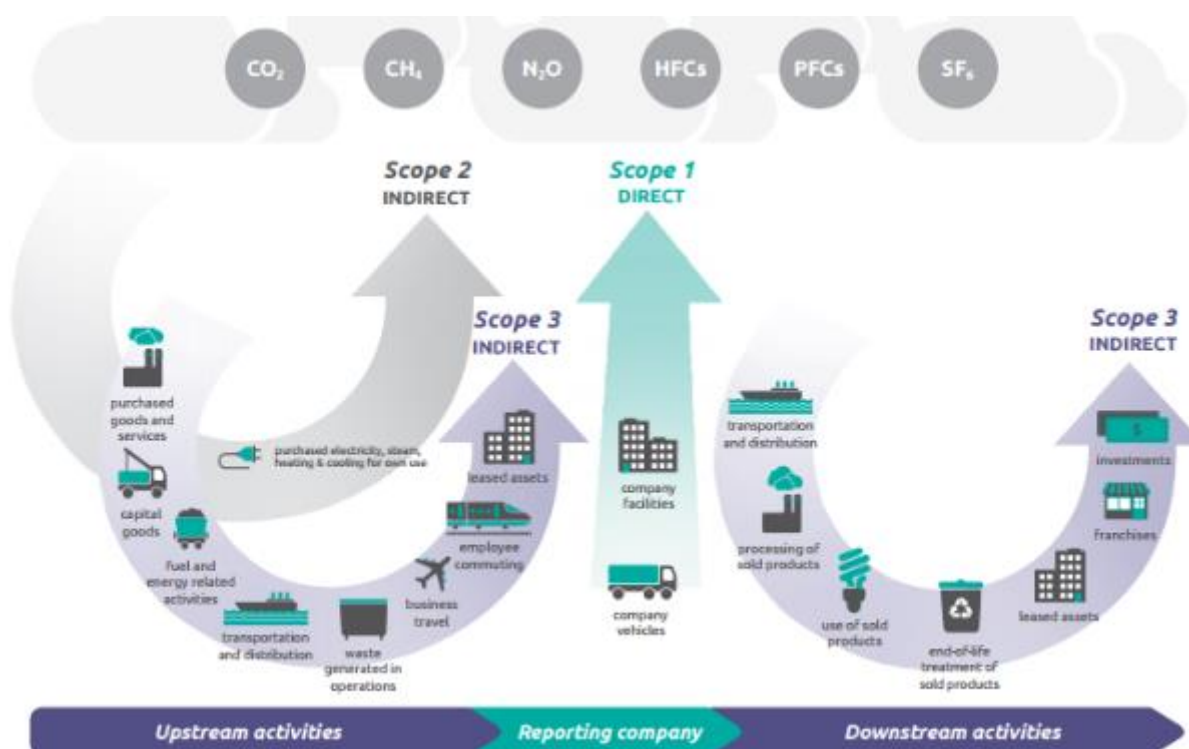 CO₂ CH₄ N₂O HFCs PFCs SF₆
Scope 2
INDIRECT
Scope 1
DIRECT
Scope 3
INDIRECT
Scope 3
INDIRECT
purchased
goods and
services
capital
goods
fuel and
energy related
activities
transportation
and distribution
waste
generated in
operations
business
travel
employee
commuting
leased assets
purchased electricity, steam,
heating & cooling for own use
company
facilities
company
vehicles
transportation
and distribution
processing of
sold products
use of sold
products
end-of-life
treatment of
sold products
leased assets
franchises
$
investments
Upstream activities
Reporting company
Downstream activities